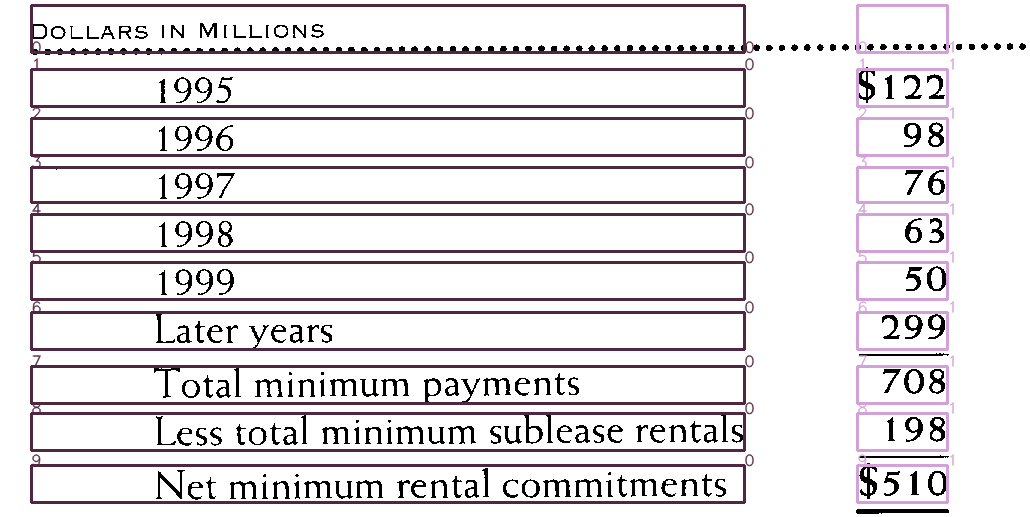 DOLLARS IN MILLIONS
1995 $122
1996 98
1997 76
1998 63
1999 50
Later years 299
Total minimum payments 708
Less total minimum sublease rentals 198
Net minimum rental commitments $510